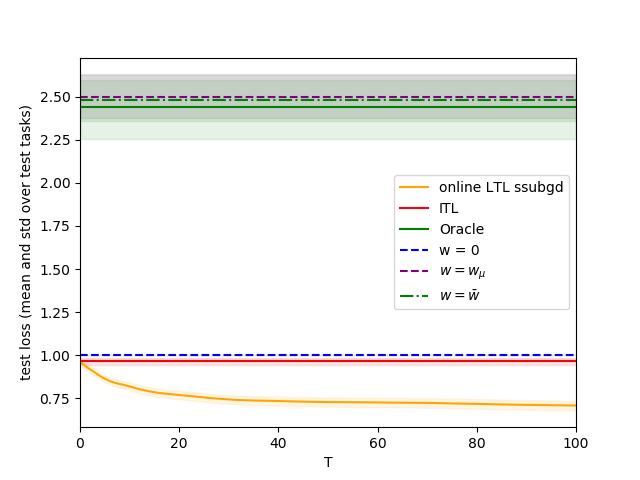 test loss (mean and std over test tasks)
2.50
2.25
2.00
1.75
1.50
1.25
1.00
0.75
online LTL ssubgd
ITL
Oracle
w = 0
w = w_μ
w = w̄
0 20 40 60 80 100
T